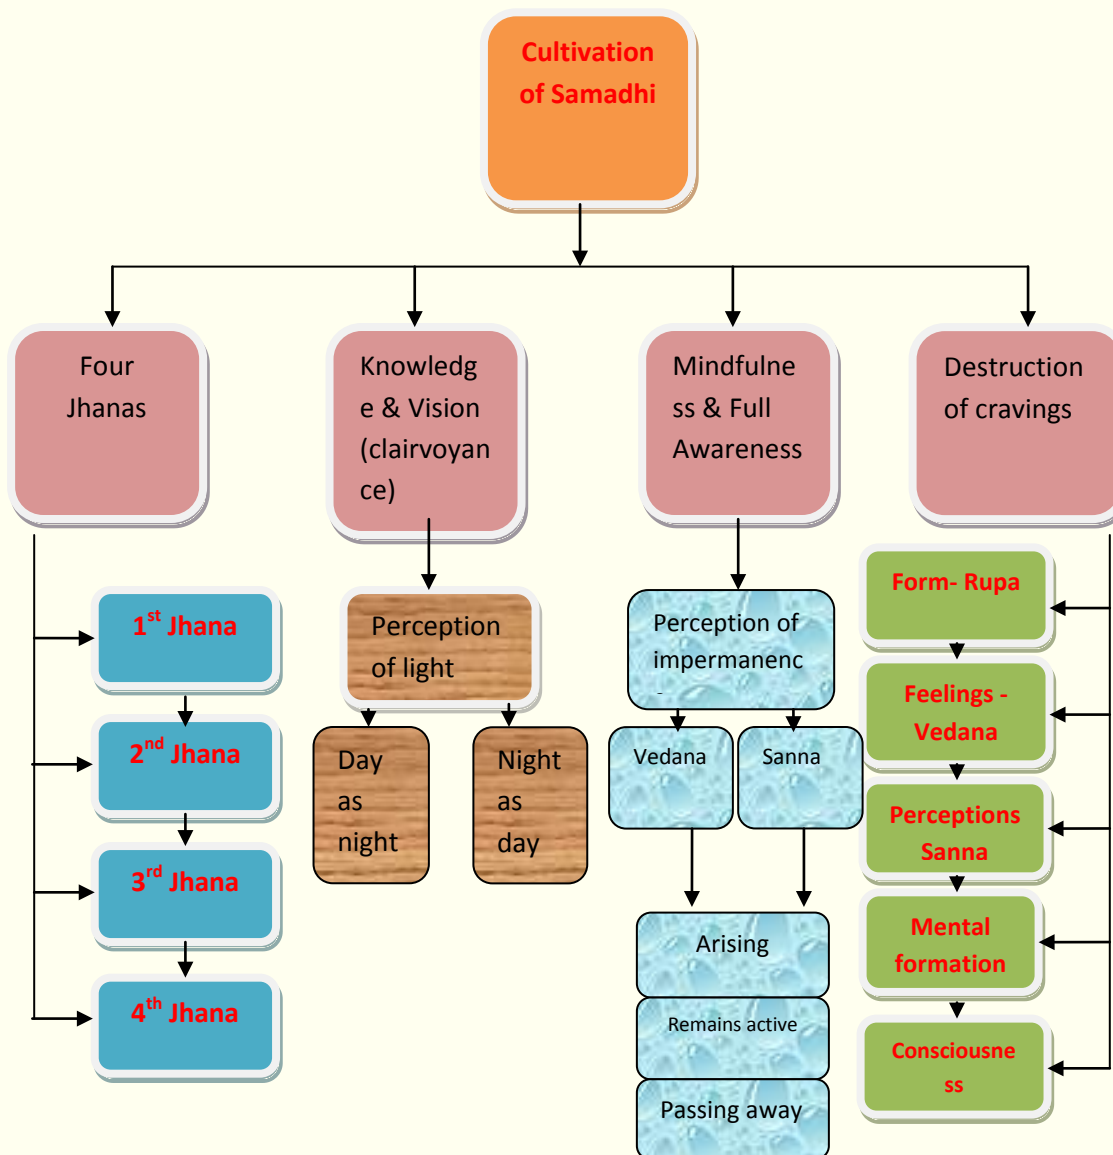 Cultivation
of Samadhi
Four
Jhanas
Knowledg
e & Vision
(clairvoyan
ce)
Mindfulne
ss & Full
Awareness
Destruction
of cravings
1st Jhana
2nd Jhana
3rd Jhana
4th Jhana
Perception
of light
Day
as
night
Night
as
day
Perception of
impermanenc
Vedana
Sanna
Arising
Remains active
Passing away
Form- Rupa
Feelings -
Vedana
Perceptions
Sanna
Mental
formation
Consciousne
ss